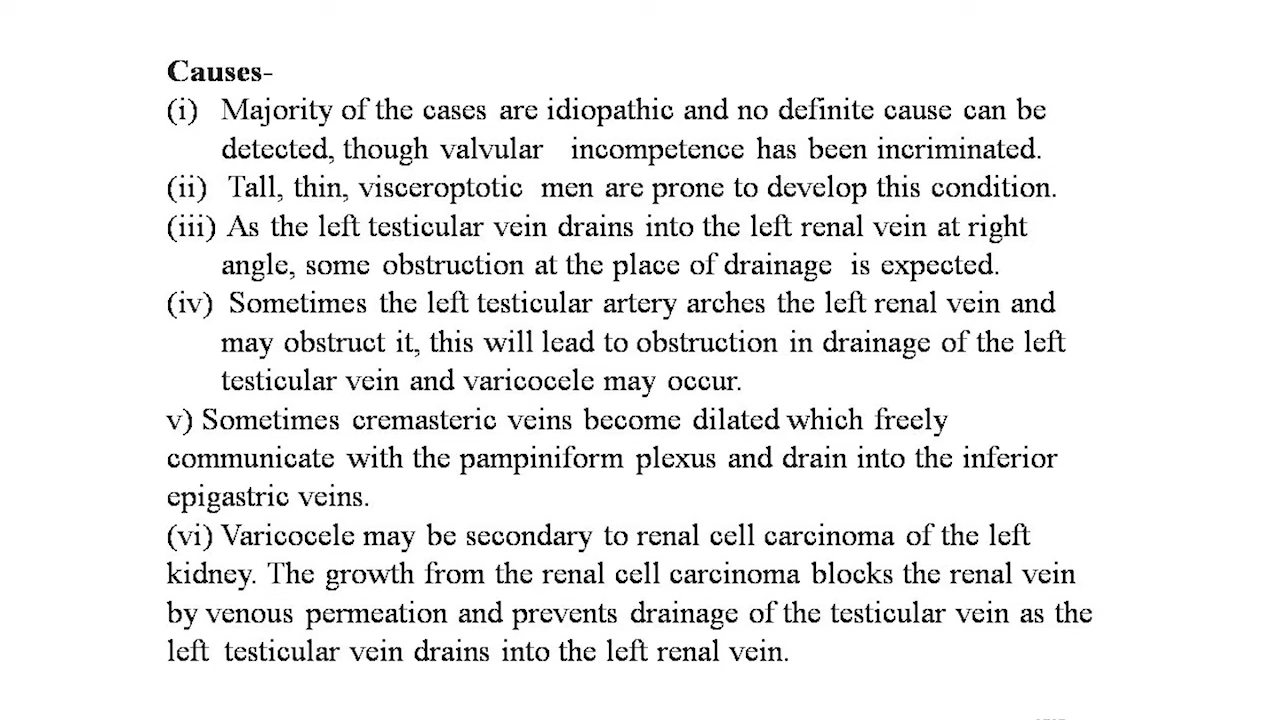 Causes-
(i) Majority of the cases are idiopathic and no definite cause can be
detected, though valvular incompetence has been incriminated.
(ii) Tall, thin, visceroptotic men are prone to develop this condition.
(iii) As the left testicular vein drains into the left renal vein at right
angle, some obstruction at the place of drainage is expected.
(iv) Sometimes the left testicular artery arches the left renal vein and
may obstruct it, this will lead to obstruction in drainage of the left
testicular vein and varicocele may occur.
v) Sometimes cremasteric veins become dilated which freely
communicate with the pampiniform plexus and drain into the inferior
epigastric veins.
(vi) Varicocele may be secondary to renal cell carcinoma of the left
kidney. The growth from the renal cell carcinoma blocks the renal vein
by venous permeation and prevents drainage of the testicular vein as the
left testicular vein drains into the left renal vein.